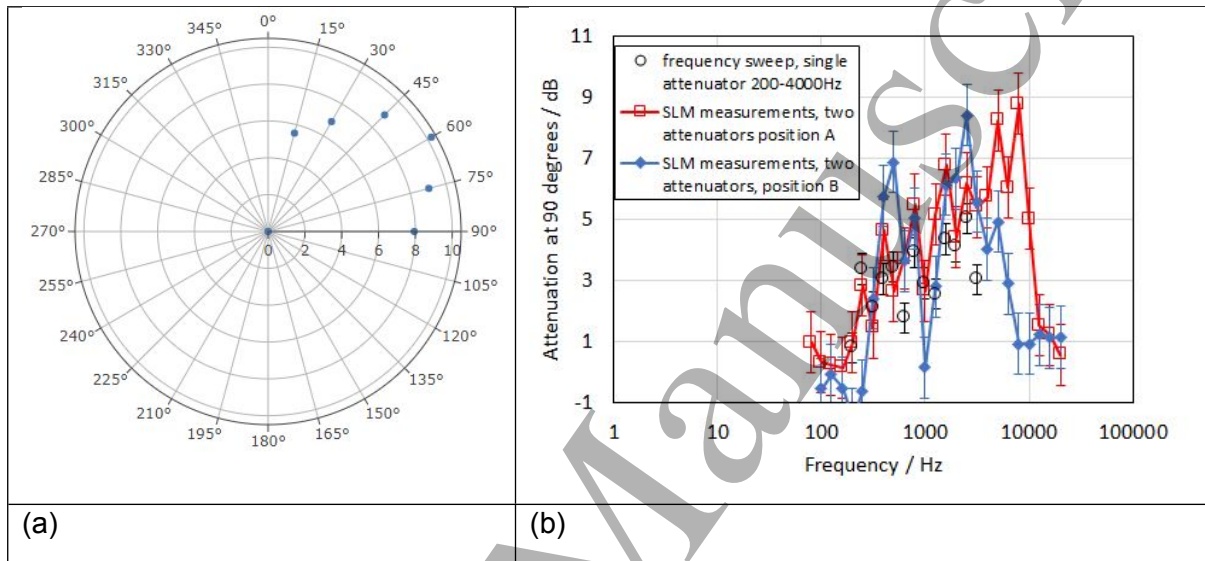 0°
345°
15°
330°
30°
315°
45°
300°
60°
285°
75°
270°
90°
0 2 4 6 8 10
255°
105°
240°
120°
225°
135°
210°
150°
195°
165°
180°
(a)
Attenuation at 90 degrees / dB
11
9
7
5
3
1
-1
frequency sweep, single
attenuator 200-4000Hz
SLM measurements, two
attenuators position A
SLM measurements, two
attenuators, position B
1 10 100 1000 10000 100000
Frequency / Hz
(b)